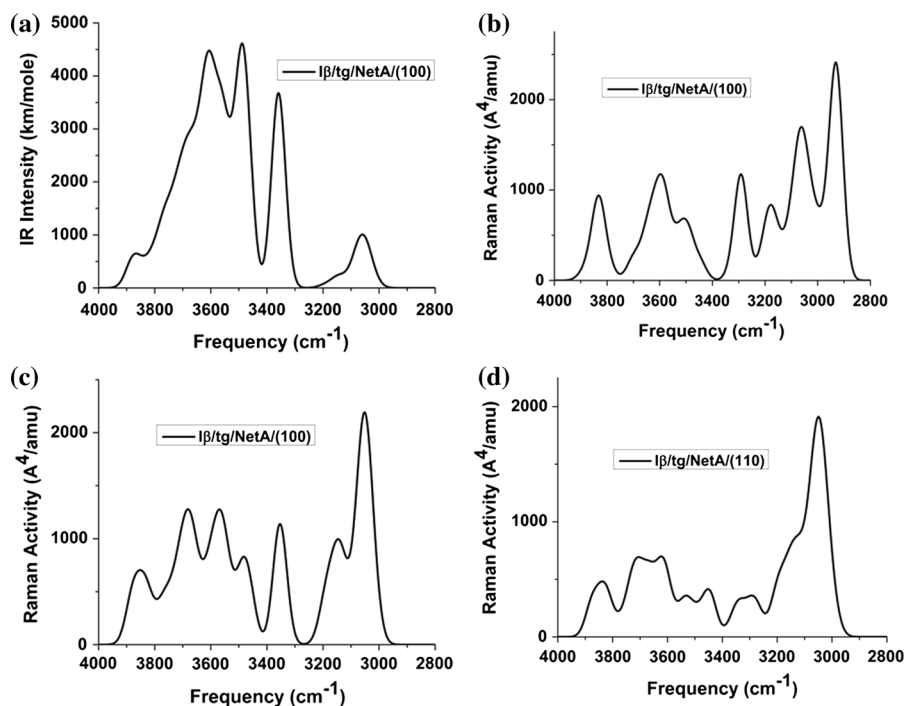 (a)
5000
4000
3000
2000
1000
0
IR Intensity (km/mole)
Iβ/tg/NetA/(100)
4000 3800 3600 3400 3200 3000 2800
Frequency (cm-1)
(b)
2000
1000
0
Raman Activity (A4/amu)
Iβ/tg/NetA/(100)
4000 3800 3600 3400 3200 3000 2800
Frequency (cm-1)
(c)
2000
1000
0
Raman Activity (A4/amu)
Iβ/tg/NetA/(100)
4000 3800 3600 3400 3200 3000 2800
Frequency (cm-1)
(d)
2000
1000
0
Raman Activity (A4/amu)
Iβ/tg/NetA/(110)
4000 3800 3600 3400 3200 3000 2800
Frequency (cm-1)